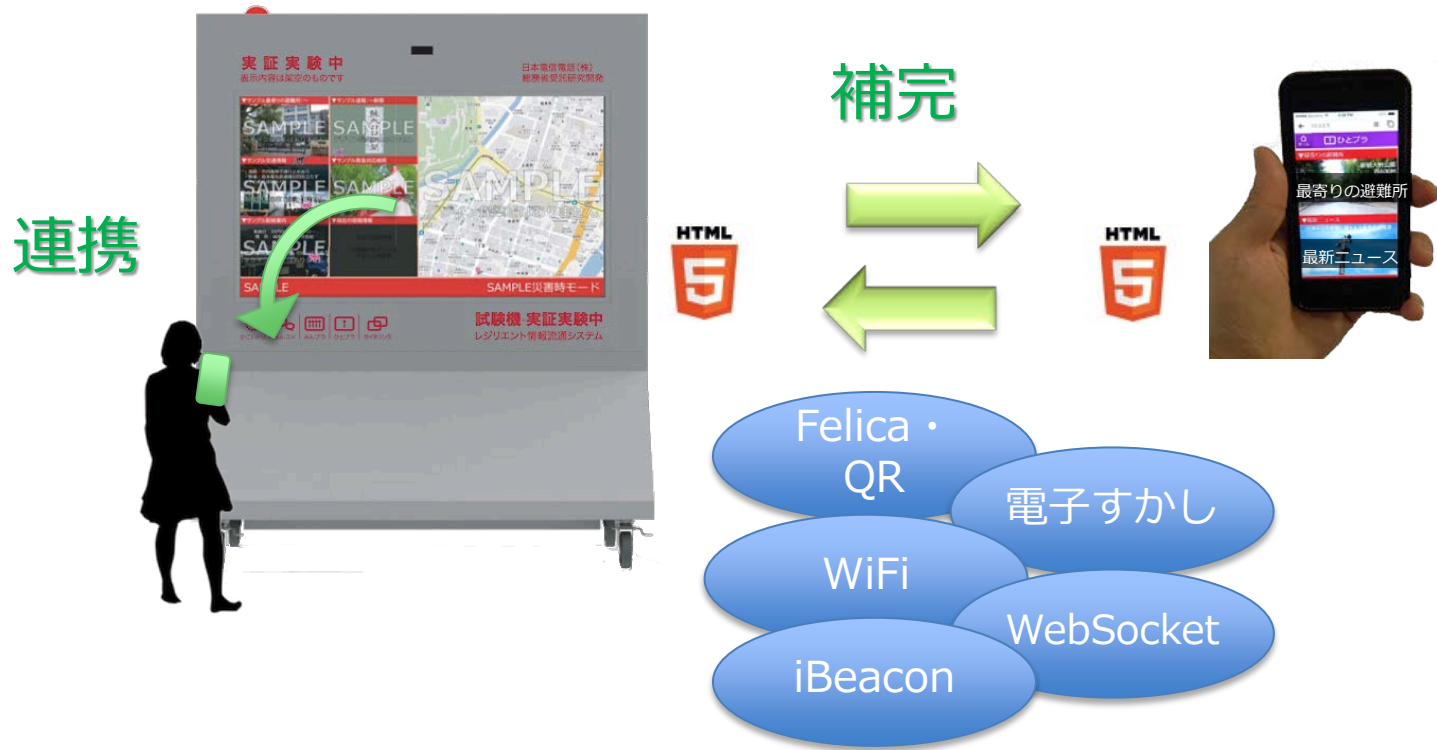 連携
実証実験中
表示内容は架空のものです
日本電信電話(株)
総務省受託研究開発
SAMPLE
SAMPLE
SAMPLE
SAMPLE
SAMPLE
SAMPLE
SAMPLE災害時モード
試験機 実証実験中
レジリエント情報流通システム
補完
HTML
5
HTML
5
ひとプラ
最寄りの避難所
最新ニュース
Felica・
QR
電子すかし
WiFi
WebSocket
iBeacon